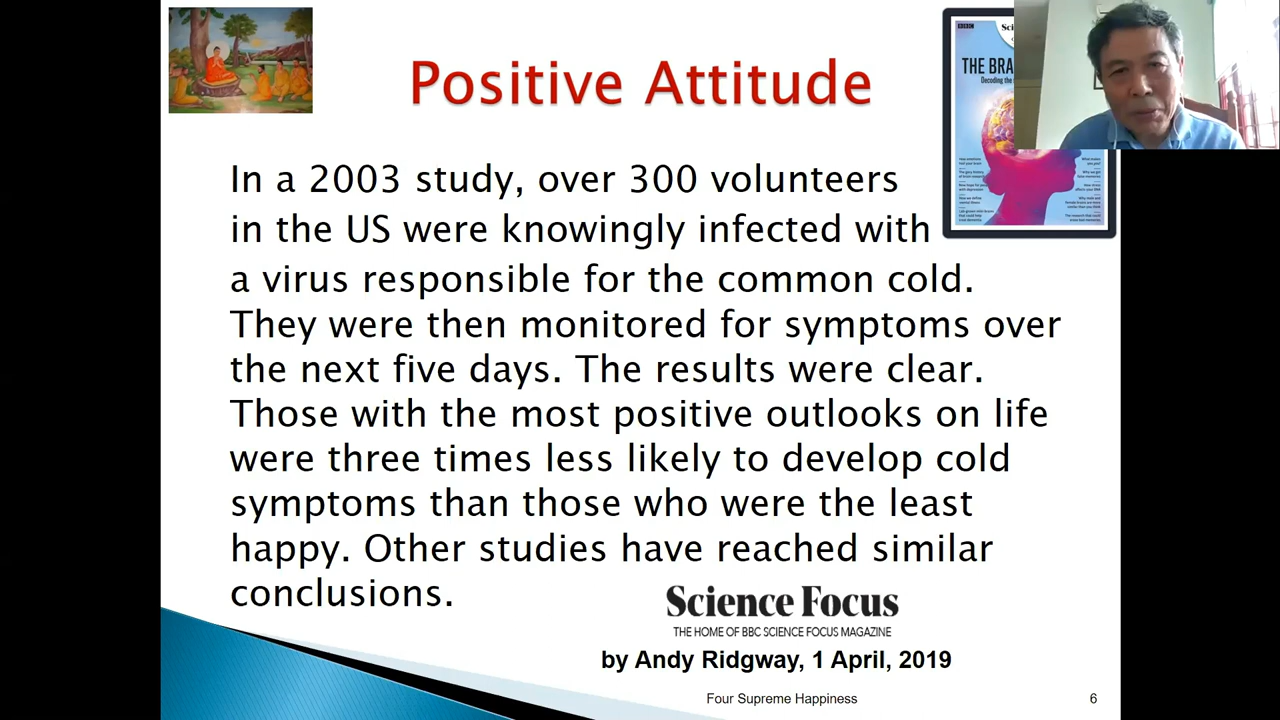 Positive Attitude
BBC
THE BRA
Decoding the
In a 2003 study, over 300 volunteers
in the US were knowingly infected with
a virus responsible for the common cold.
They were then monitored for symptoms over
the next five days. The results were clear.
Those with the most positive outlooks on life
were three times less likely to develop cold
symptoms than those who were the least
happy. Other studies have reached similar
conclusions.
Science Focus
THE HOME OF BBC SCIENCE FOCUS MAGAZINE
by Andy Ridgway, 1 April, 2019
Four Supreme Happiness
6